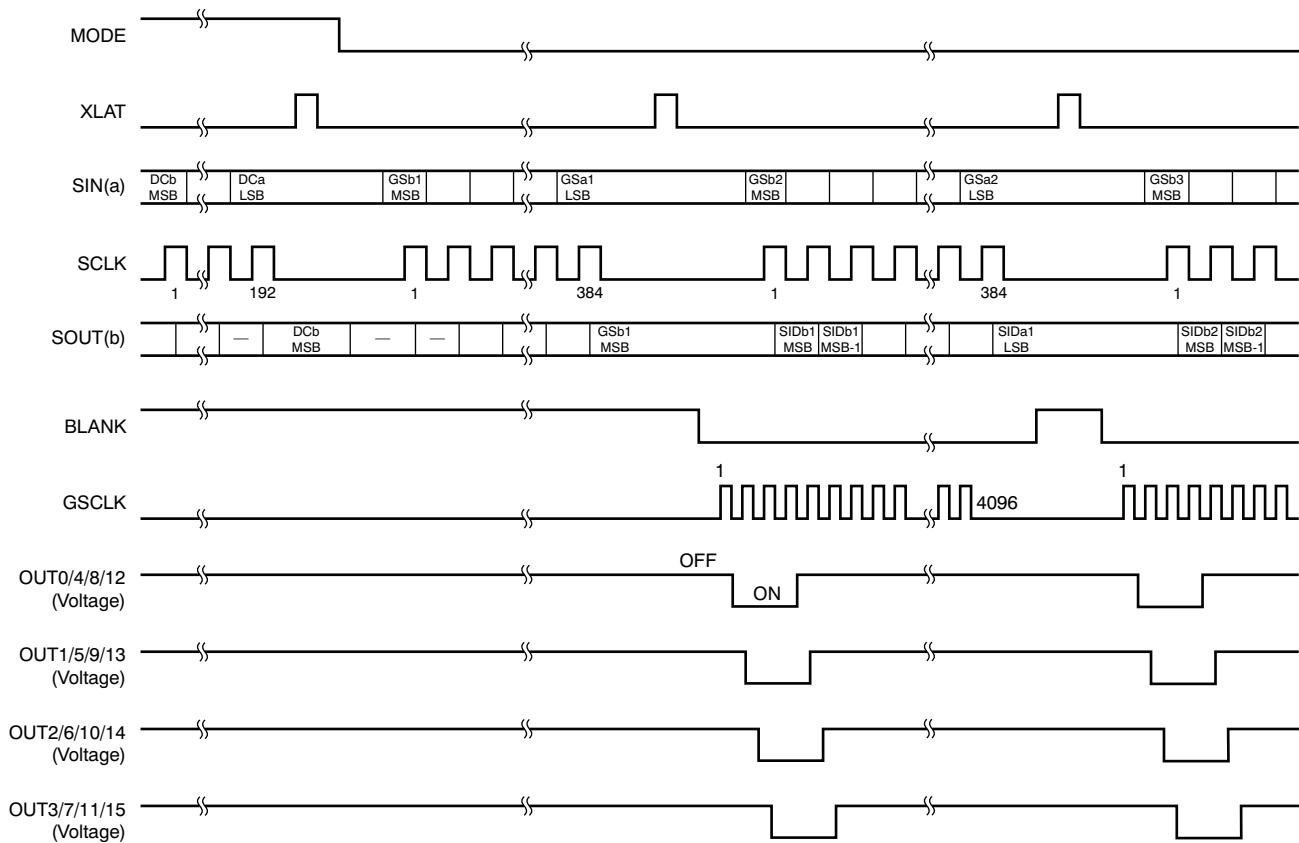 MODE
XLAT
SIN(a)
DCb MSB
DCa LSB
GSb1 MSB
GSa1 LSB
GSb2 MSB
GSa2 LSB
GSb3 MSB
SCLK
1
192
1
384
1
384
1
SOUT(b)
—
DCb MSB
—
—
GSb1 MSB
SIDb1 MSB
SIDb1 MSB-1
SIDa1 LSB
SIDb2 MSB
SIDb2 MSB-1
BLANK
GSCLK
1
4096
1
OUT0/4/8/12
(Voltage)
OFF
ON
OUT1/5/9/13
(Voltage)
OUT2/6/10/14
(Voltage)
OUT3/7/11/15
(Voltage)